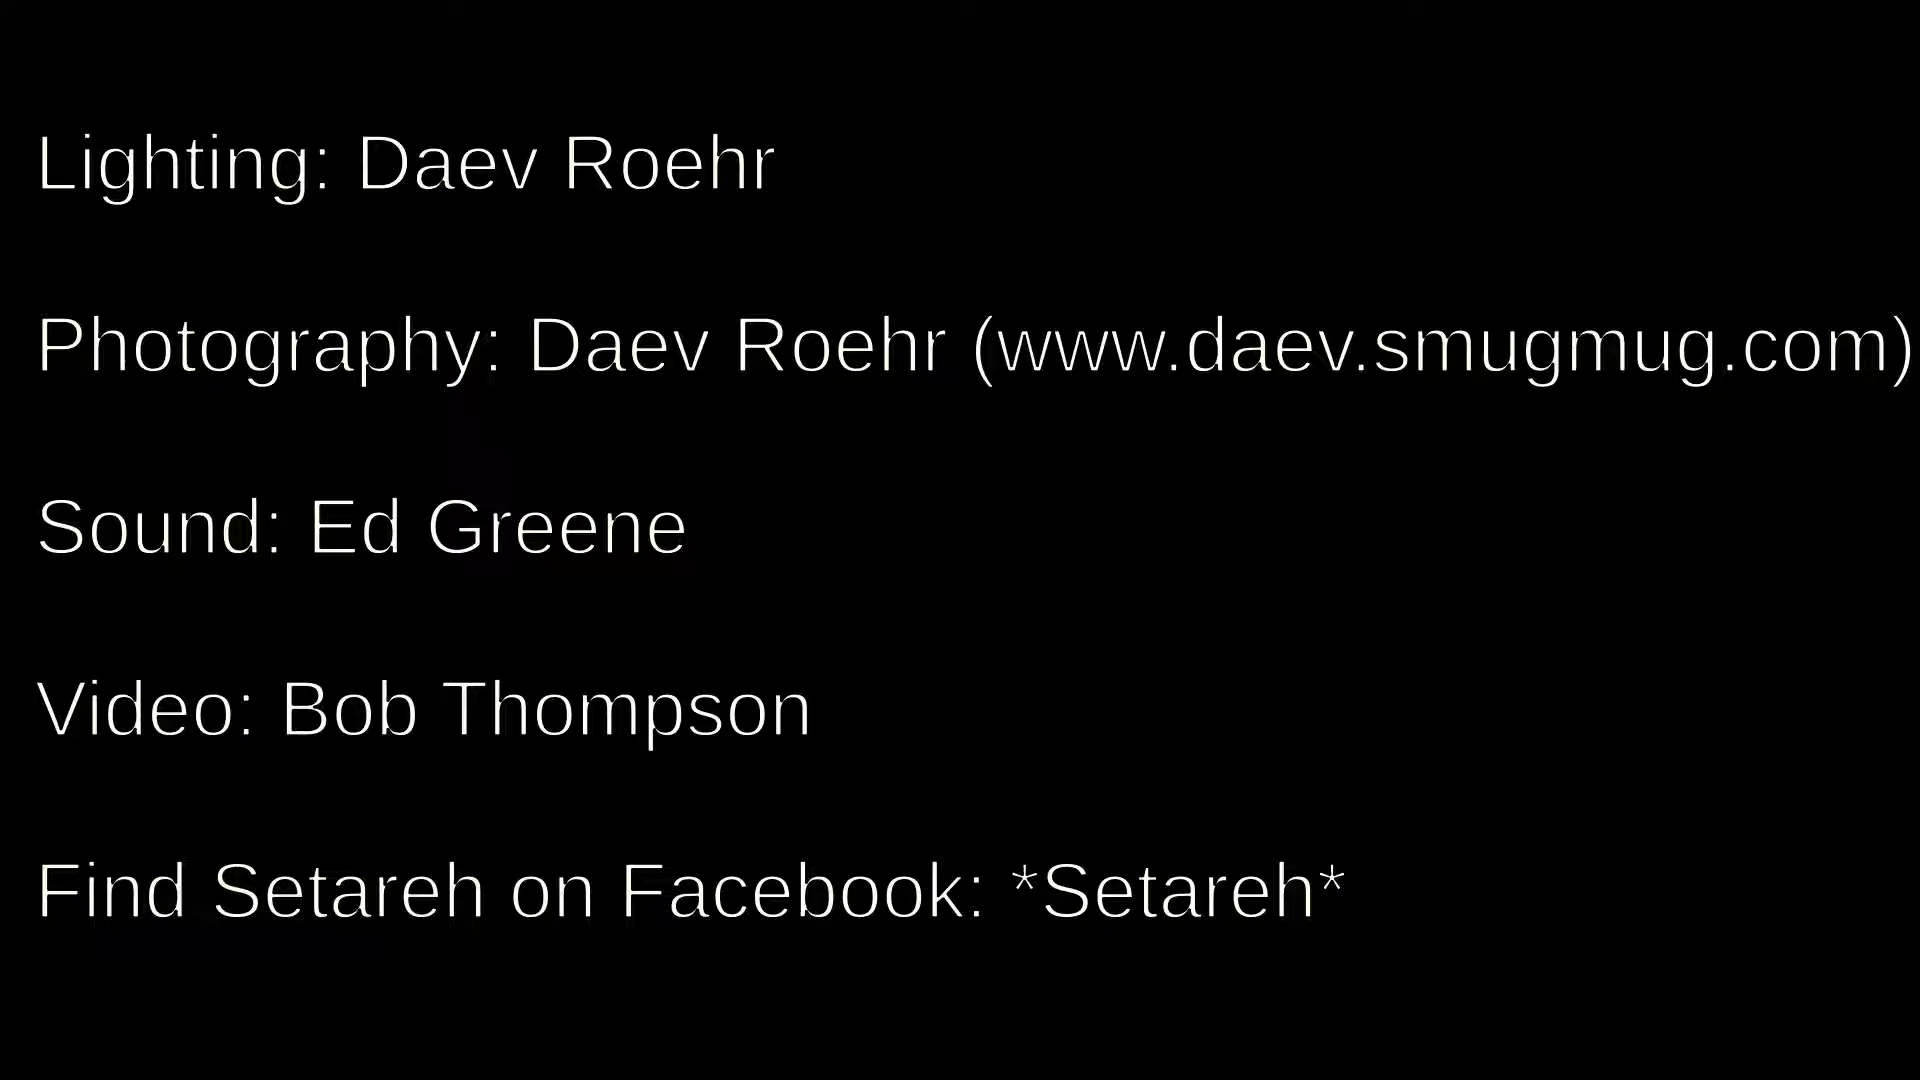 Lighting: Daev Roehr
Photography: Daev Roehr (www.daev.smugmug.com)
Sound: Ed Greene
Video: Bob Thompson
Find Setareh on Facebook: *Setareh*